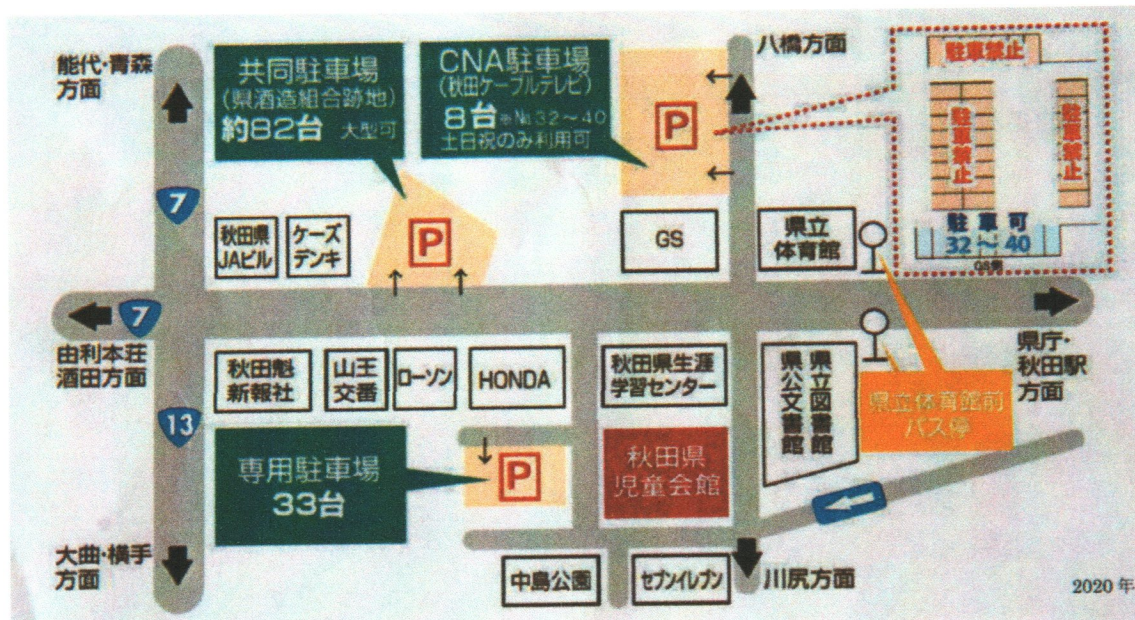 能代・青森
方面
共同駐車場
(県酒造組合跡地)
約82台 大型可
CNA駐車場
(秋田ケーブルテレビ)
8台 ※№32～40
土日祝のみ利用可
八橋方面
駐車禁止
駐車禁止
駐車禁止
駐車可
32～40
P
7
秋田県
JAビル
ケーズ
デンキ
P
GS
県立
体育館
7
由利本荘
酒田方面
県庁・
秋田駅
方面
秋田魁
新報社
山王
交番
ローソン
HONDA
秋田県生涯
学習センター
県立図書館
県公文書館
県立体育館前
バス停
13
専用駐車場
33台
P
秋田県
児童会館
大曲・横手
方面
中島公園
セブンイレブン
川尻方面
2020年